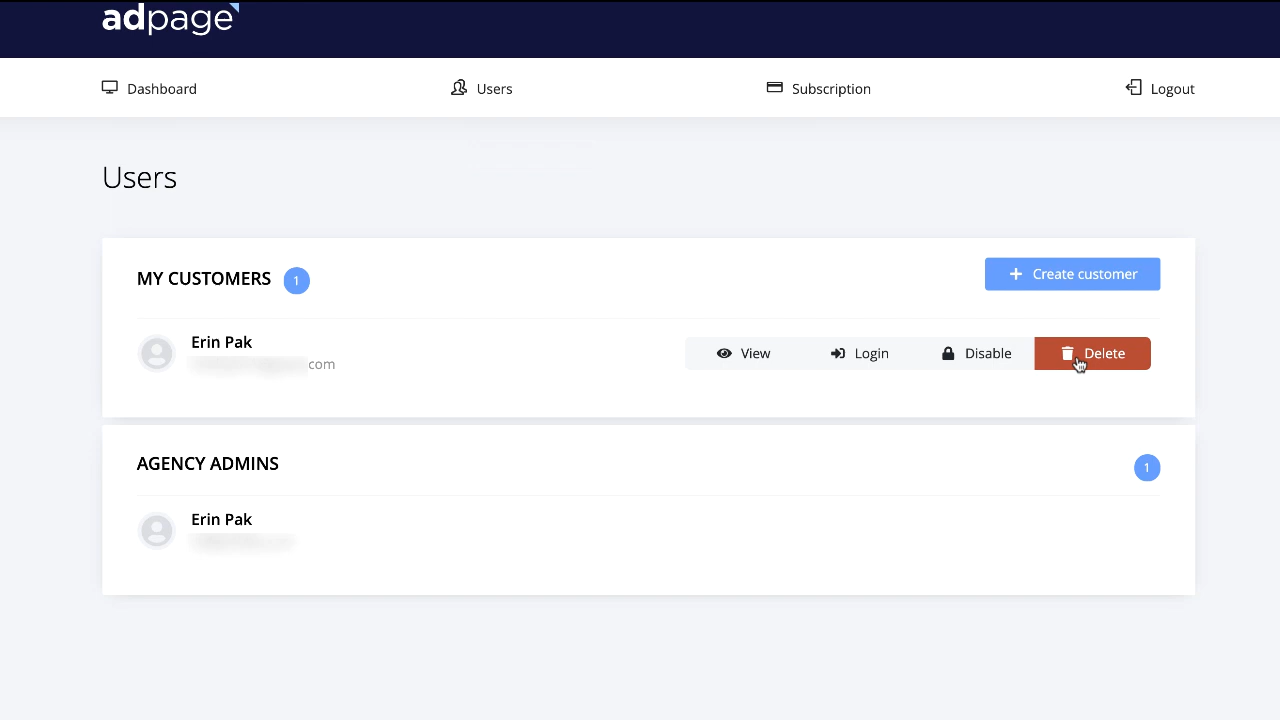 adpage
Dashboard
Users
Subscription
Logout
Users
MY CUSTOMERS 1
Create customer
Erin Pak
com
View
Login
Disable
Delete
AGENCY ADMINS
1
Erin Pak